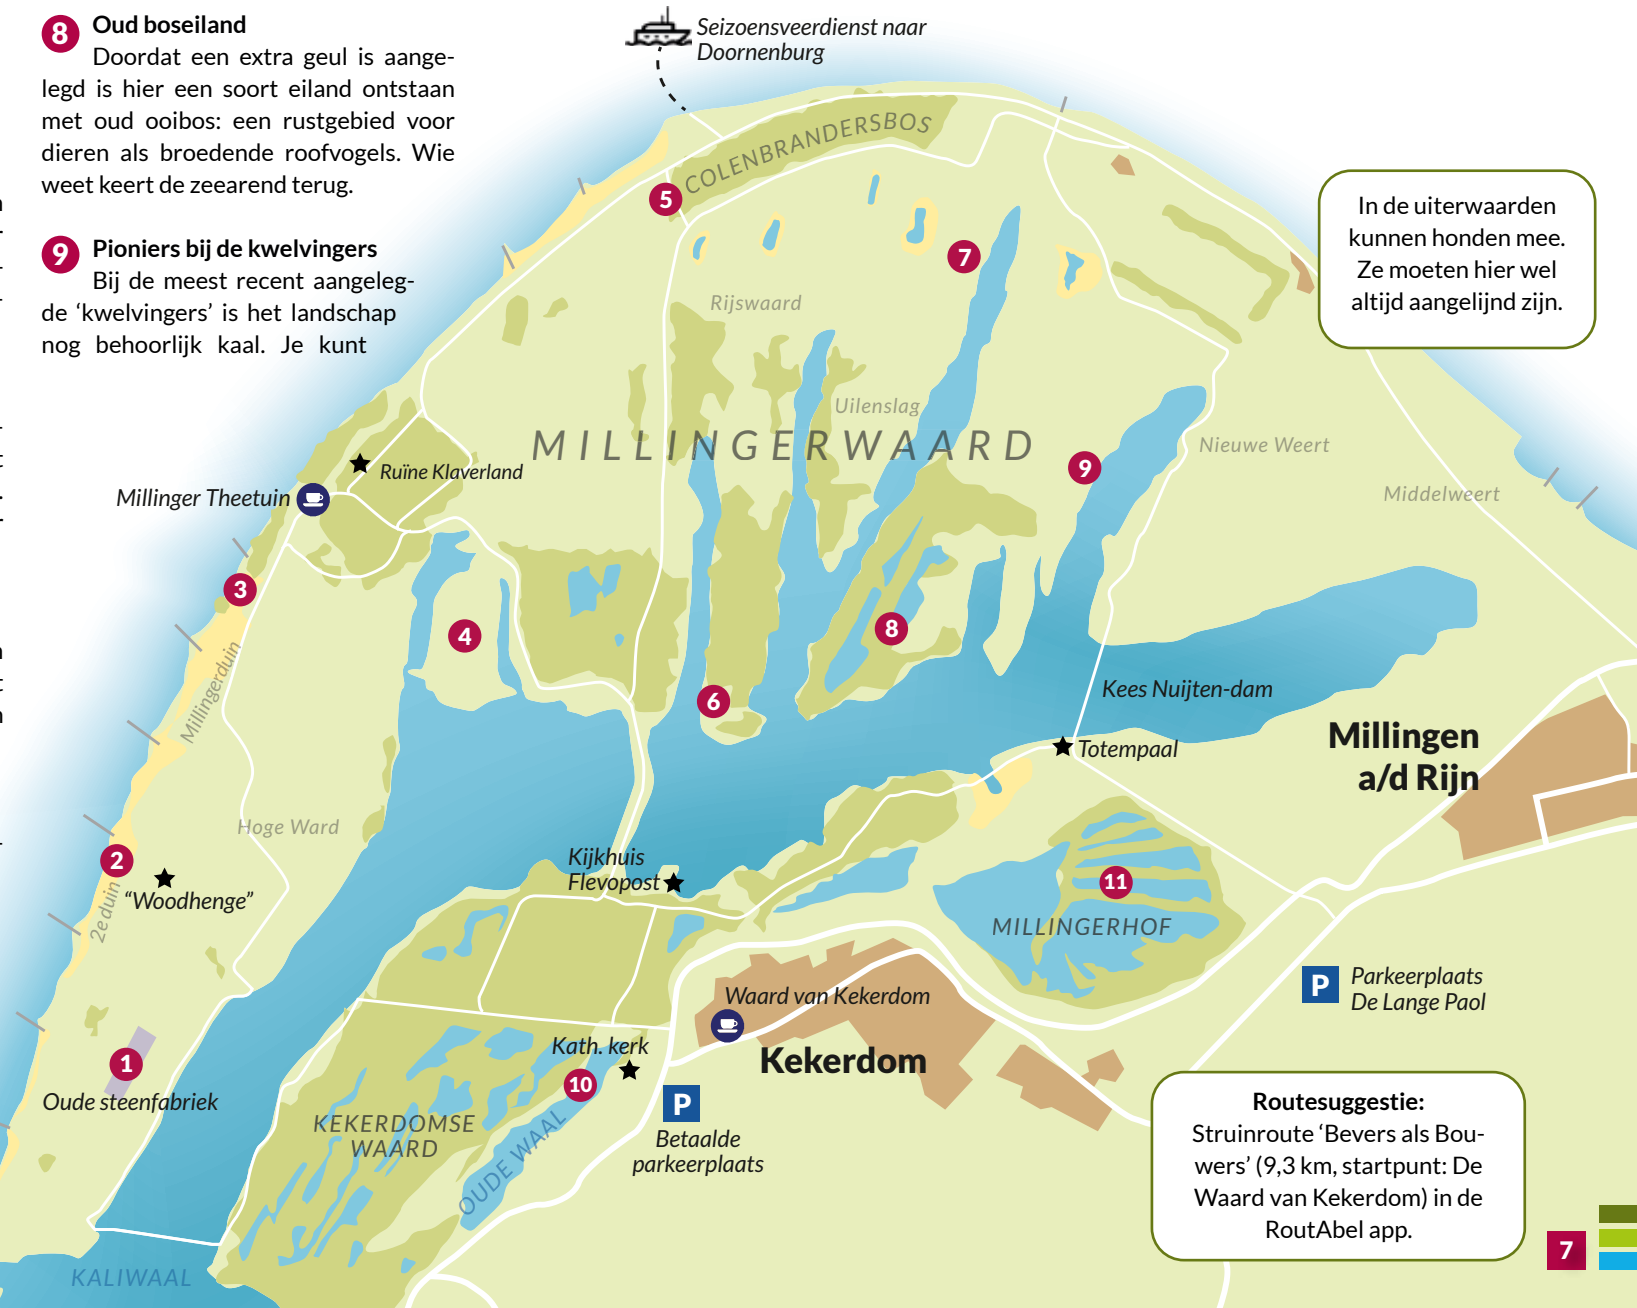 8 Oud boseiland
Doordat een extra geul is aange-
legd is hier een soort eiland ontstaan
met oud ooibos: een rustgebied voor
dieren als broedende roofvogels. Wie
weet keert de zeearend terug.
9 Pioniers bij de kwelvingers
Bij de meest recent aangeleg-
de ‘kwelvingers’ is het landschap
nog behoorlijk kaal. Je kunt
Seizoensveerdienst naar
Doornenburg
COLENBRANDERSBOS
5
7
In de uiterwaarden
kunnen honden mee.
Ze moeten hier wel
altijd aangelijnd zijn.
Rijswaard
Uilenslag
MILLINGERWAARD
Nieuwe Weert
9
Middelweert
Ruïne Klaverland
Millinger Theetuin
3
4
8
Millingerduin
6
Kees Nuijten-dam
Totempaal
Millingen
a/d Rijn
Hoge Ward
2
2e duin
“Woodhenge”
Kijkhuis
Flevopost
11
MILLINGERHOF
P
Parkeerplaats
De Lange Paol
Waard van Kekerdom
Kekerdom
Kath. kerk
10
1
Oude steenfabriek
KEKERDOMSE
WAARD
OUDE WAAL
P
Betaalde
parkeerplaats
Routesuggestie:
Struinroute ‘Bevers als Bou-
wers’ (9,3 km, startpunt: De
Waard van Kekerdom) in de
RoutAbel app.
KALIWAAL
7